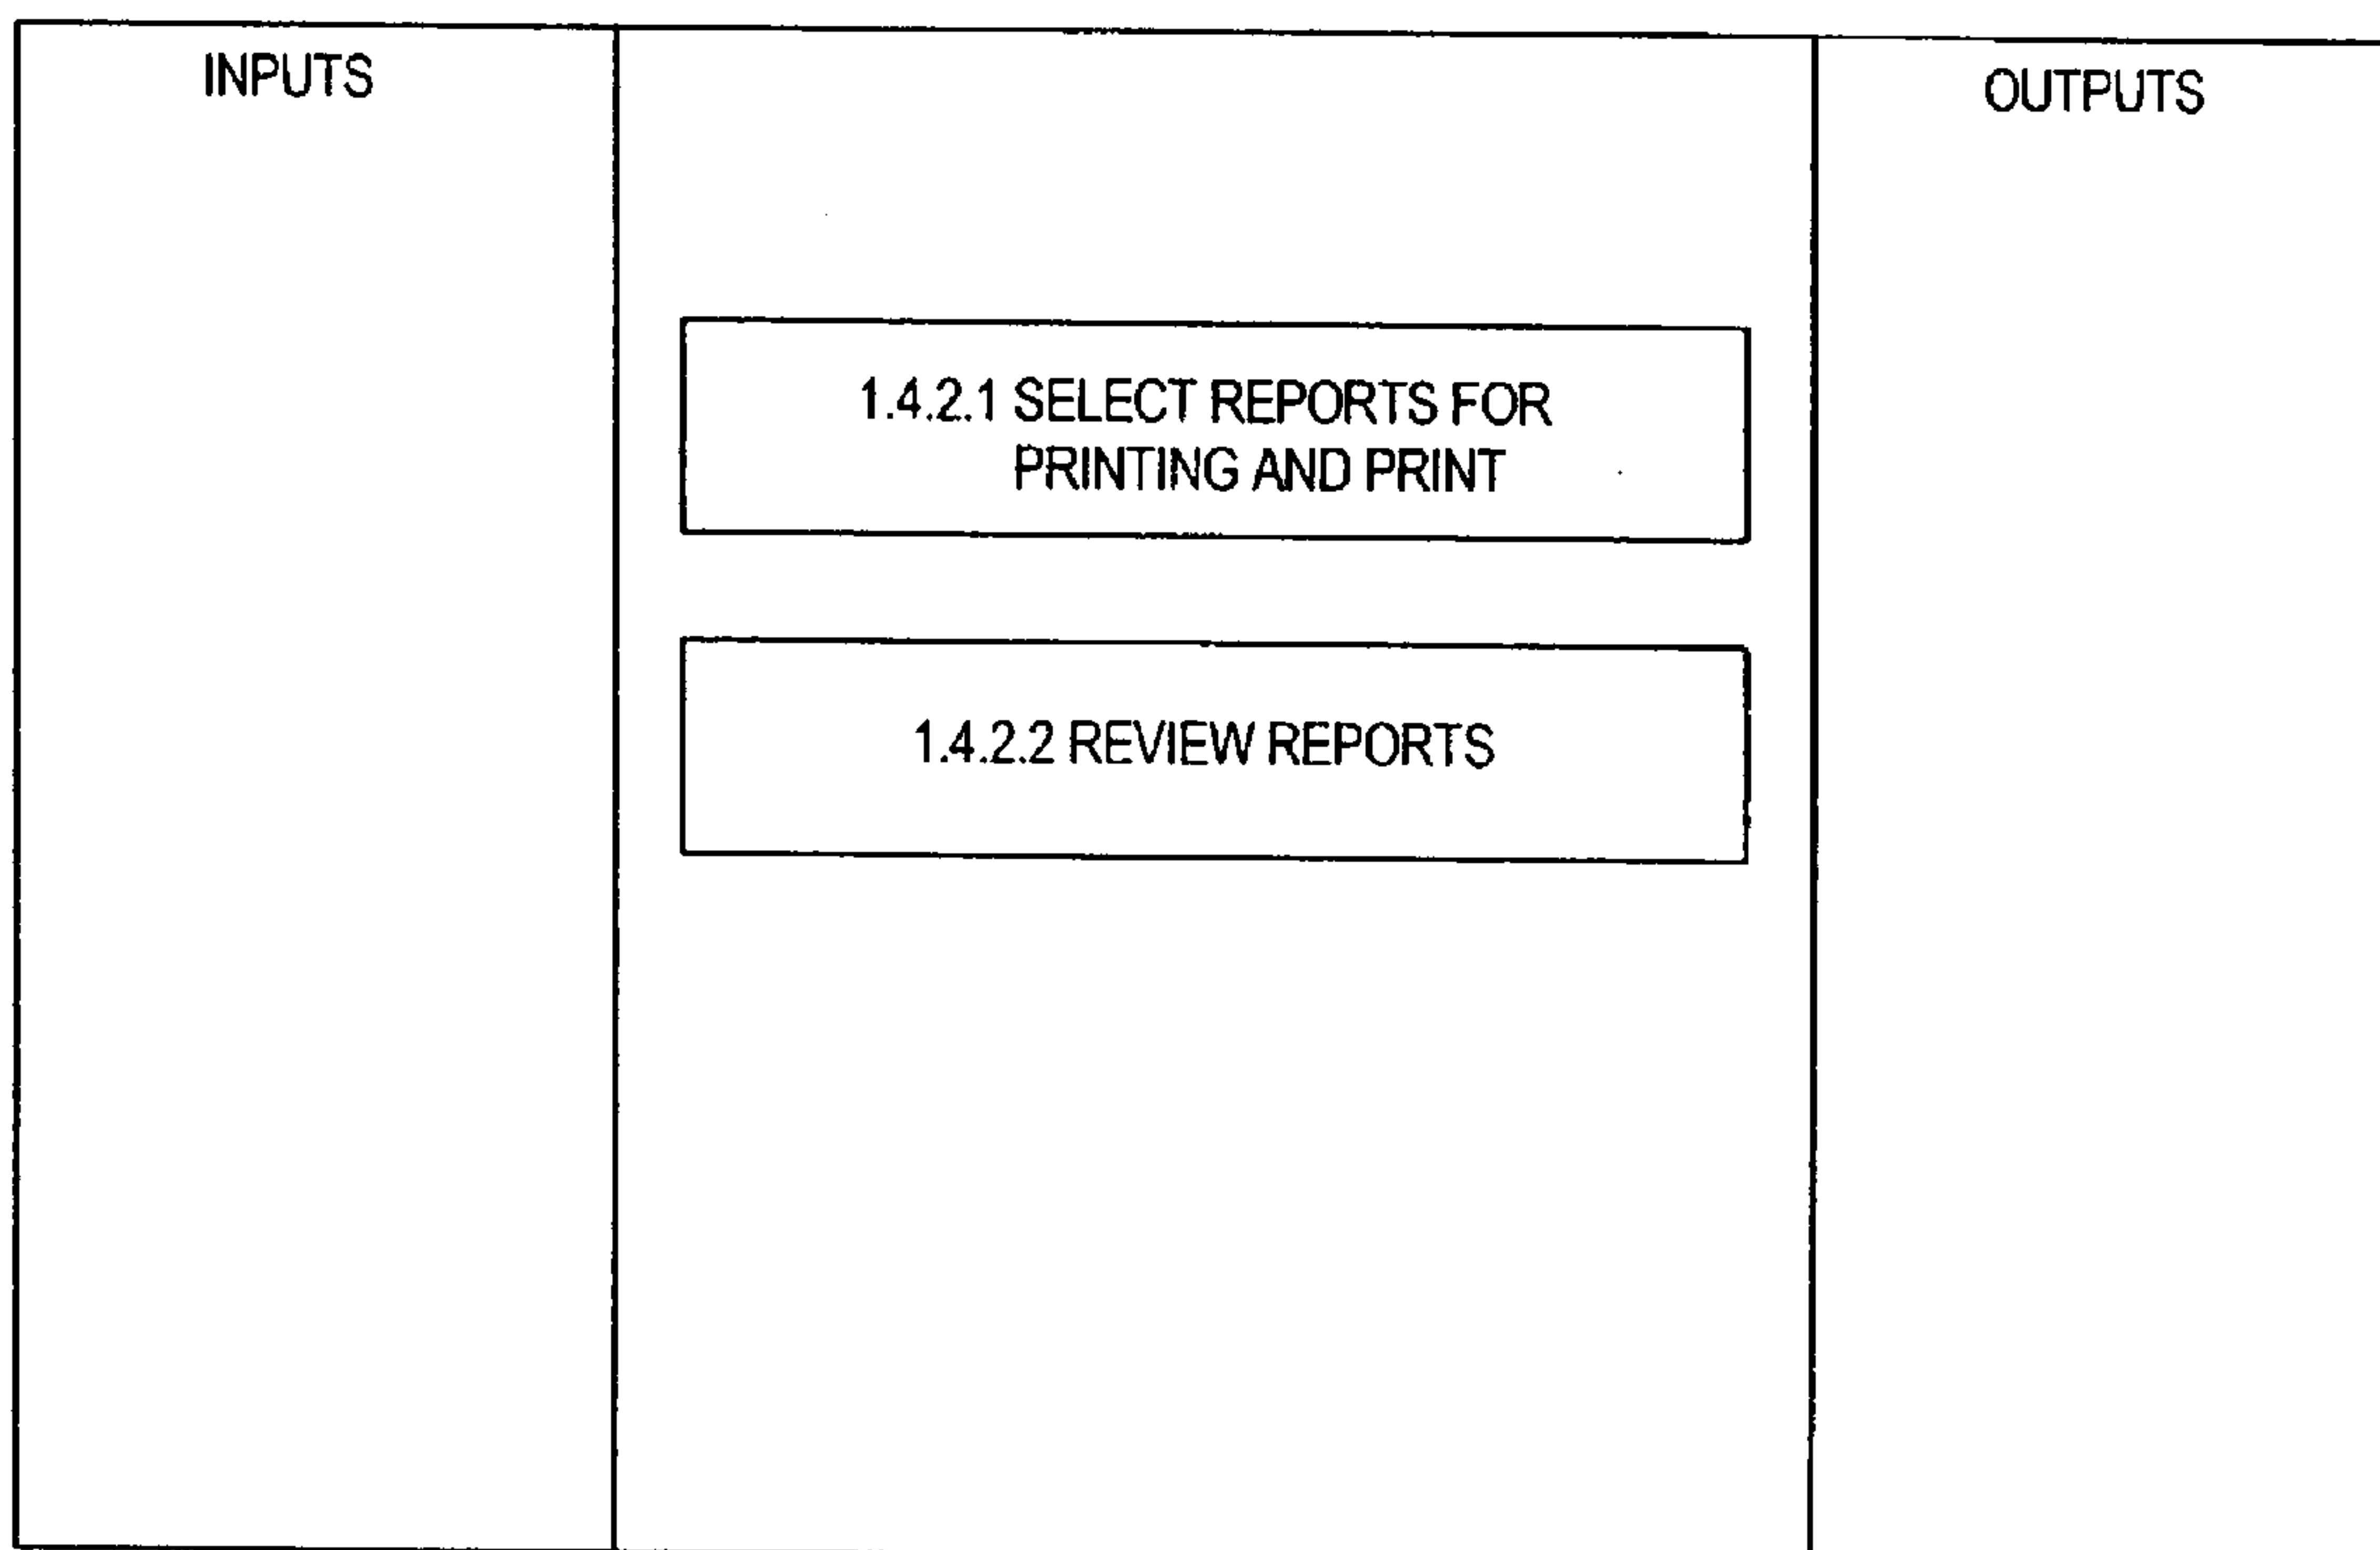 INPUTS
OUTPUTS
1.4.2.1 SELECT REPORTS FOR
PRINTING AND PRINT
1.4.2.2 REVIEW REPORTS